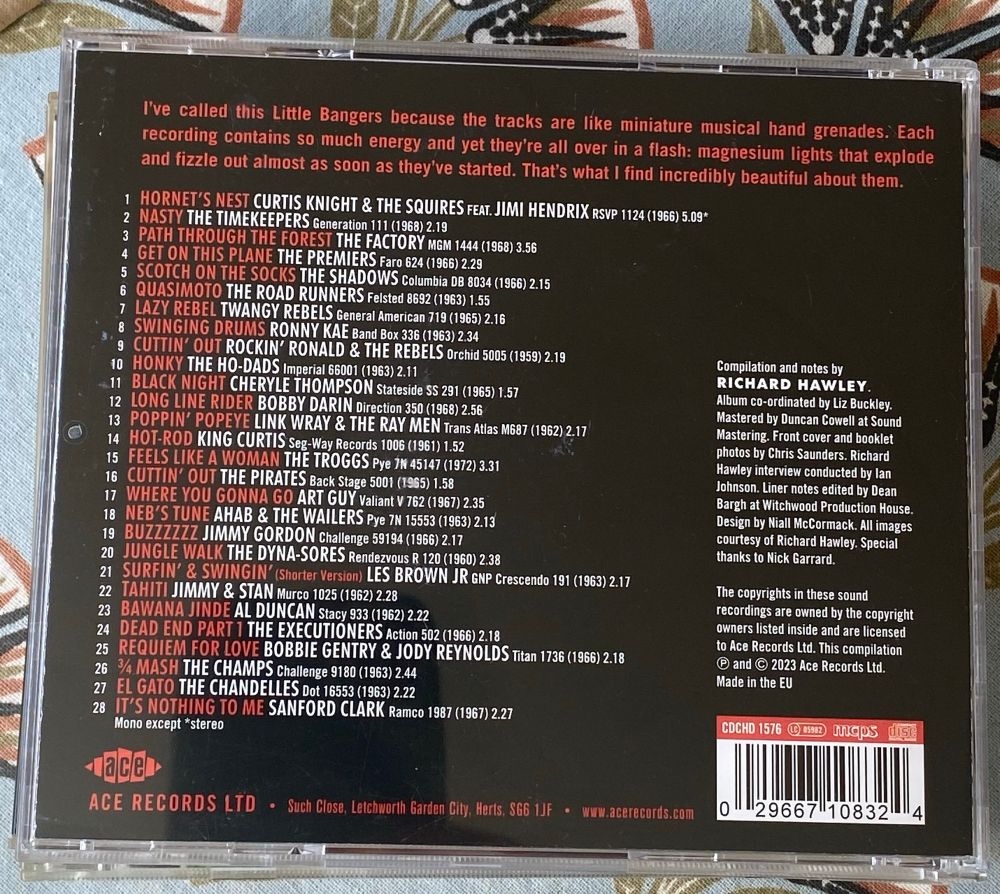 I've called this Little Bangers because the tracks are like miniature musical hand grenades. Each
recording contains so much energy and yet they're all over in a flash: magnesium lights that explode
and fizzle out almost as soon as they've started. That's what I find incredibly beautiful about them.
1 HORNET'S NEST CURTIS KNIGHT & THE SQUIRES FEAT. JIMI HENDRIX RSVP 1124 (1966) 5.09*
2 NASTY THE TIMEKEEPERS Generation 111 (1968) 2.19
3 PATH THROUGH THE FOREST THE FACTORY MGM 1444 (1968) 3.56
4 GET ON THIS PLANE THE PREMIERS Faro 624 (1966) 2.29
5 SCOTCH ON THE SOCKS THE SHADOWS Columbia DB 8034 (1966) 2.15
6 QUASIMOTO THE ROAD RUNNERS Felsted 8692 (1963) 1.55
7 LAZY REBEL TWANGY REBELS General American 719 (1965) 2.16
8 SWINGING DRUMS RONNY KAE Band Box 336 (1963) 2.34
9 CUTTIN' OUT ROCKIN' RONALD & THE REBELS Orchid 5005 (1959) 2.19
10 HONKY THE HO-DADS Imperial 66001 (1963) 2.11
11 BLACK NIGHT CHERYLE THOMPSON Stateside SS 291 (1965) 1.57
12 LONG LINE RIDER BOBBY DARIN Direction 350 (1968) 2.56
13 POPPIN' POPEYE LINK WRAY & THE RAY MEN Trans Atlas M687 (1962) 2.17
14 HOT-ROD KING CURTIS Seg-Way Records 1006 (1961) 1.52
15 FEELS LIKE A WOMAN THE TROGGS Pye 7N 45147 (1972) 3.31
16 CUTTIN' OUT THE PIRATES Back Stage 5001 (1965) 1.58
17 WHERE YOU GONNA GO ART GUY Valiant V 762 (1967) 2.35
18 NEB'S TUNE AHAB & THE WAILERS Pye 7N 15553 (1963) 2.13
19 BUZZZZZZ JIMMY GORDON Challenge 59194 (1966) 2.17
20 JUNGLE WALK THE DYNA-SORES Rendezvous R 120 (1960) 2.38
21 SURFIN' & SWINGIN' (Shorter Version) LES BROWN JR GNP Crescendo 191 (1963) 2.17
22 TAHITI JIMMY & STAN Murco 1025 (1962) 2.28
23 BAWANA JINDE AL DUNCAN Stacy 933 (1962) 2.22
24 DEAD END PART 1 THE EXECUTIONERS Action 502 (1966) 2.18
25 REQUIEM FOR LOVE BOBBIE GENTRY & JODY REYNOLDS Titan 1736 (1966) 2.18
26 ¾ MASH THE CHAMPS Challenge 9180 (1963) 2.44
27 EL GATO THE CHANDELLES Dot 16553 (1963) 2.22
28 IT'S NOTHING TO ME SANFORD CLARK Ramco 1987 (1967) 2.27
Mono except *stereo
Compilation and notes by
RICHARD HAWLEY.
Album co-ordinated by Liz Buckley.
Mastered by Duncan Cowell at Sound
Mastering. Front cover and booklet
photos by Chris Saunders. Richard
Hawley interview conducted by Ian
Johnson. Liner notes edited by Dean
Bargh at Witchwood Production House.
Design by Niall McCormack. All images
courtesy of Richard Hawley. Special
thanks to Nick Garrard.
The copyrights in these sound
recordings are owned by the copyright
owners listed inside and are licensed
to Ace Records Ltd. This compilation
℗ and © 2023 Ace Records Ltd.
Made in the EU
CDCHD 1576 LC 05982 mcps disc
0 29667 10832 4
ace
ACE RECORDS LTD • Such Close, Letchworth Garden City, Herts, SG6 1JF • www.acerecords.com